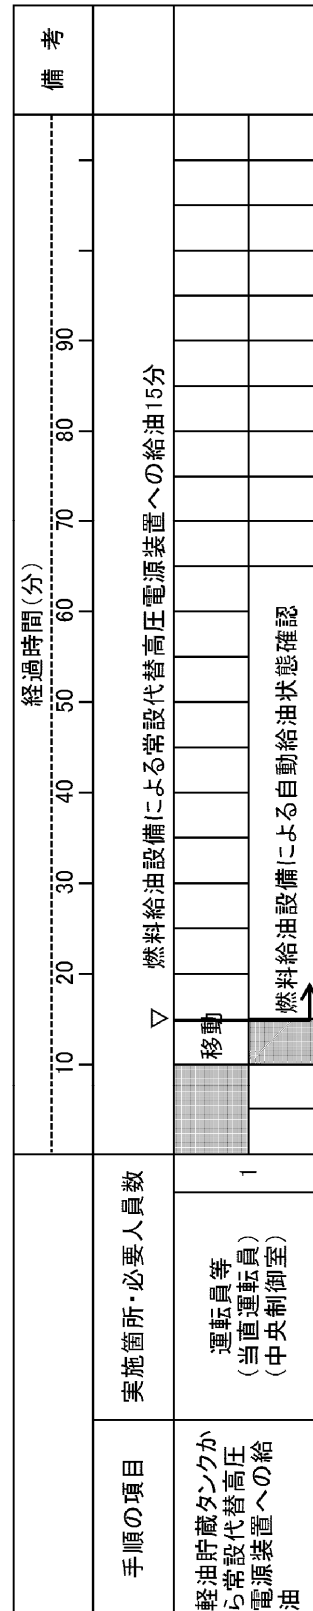 経過時間(分)
備 考
10 20 30 40 50 60 70 80 90
手順の項目
実施箇所・必要人員数
▽
燃料給油設備による常設代替高圧電源装置への給油15分
軽油貯蔵タンクか
ら常設代替高圧
電源装置への給
油
運転員等
(当直運転員)
(中央制御室)
1
移動
燃料給油設備による自動給油状態確認